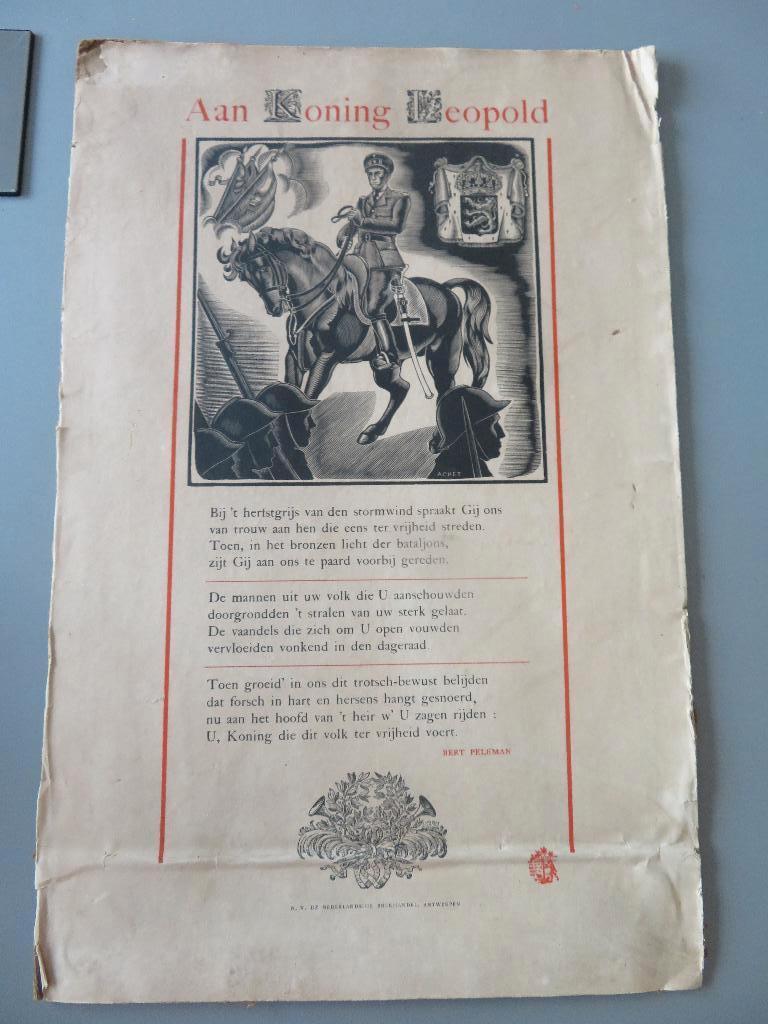 Aan Koning Leopold
ACKET
Bij 't herfstgrijs van den stormwind spraakt Gij ons
van trouw aan hen die eens ter vrijheid streden.
Toen, in het bronzen licht der bataljons,
zijt Gij aan ons te paard voorbij gereden.
De mannen uit uw volk die U aanschouwden
doorgrondden 't stralen van uw sterk gelaat.
De vaandels die zich om U open vouwden
vervloeiden vonkend in den dageraad.
Toen groeid' in ons dit trotsch-bewust belijden
dat forsch in hart en hersens hangt gesnoerd,
nu aan het hoofd van 't heir w' U zagen rijden :
U, Koning die dit volk ter vrijheid voert.
BERT PELEMAN
N. V. DE NEDERLANDSCHE BOEKHANDEL, ANTWERPEN